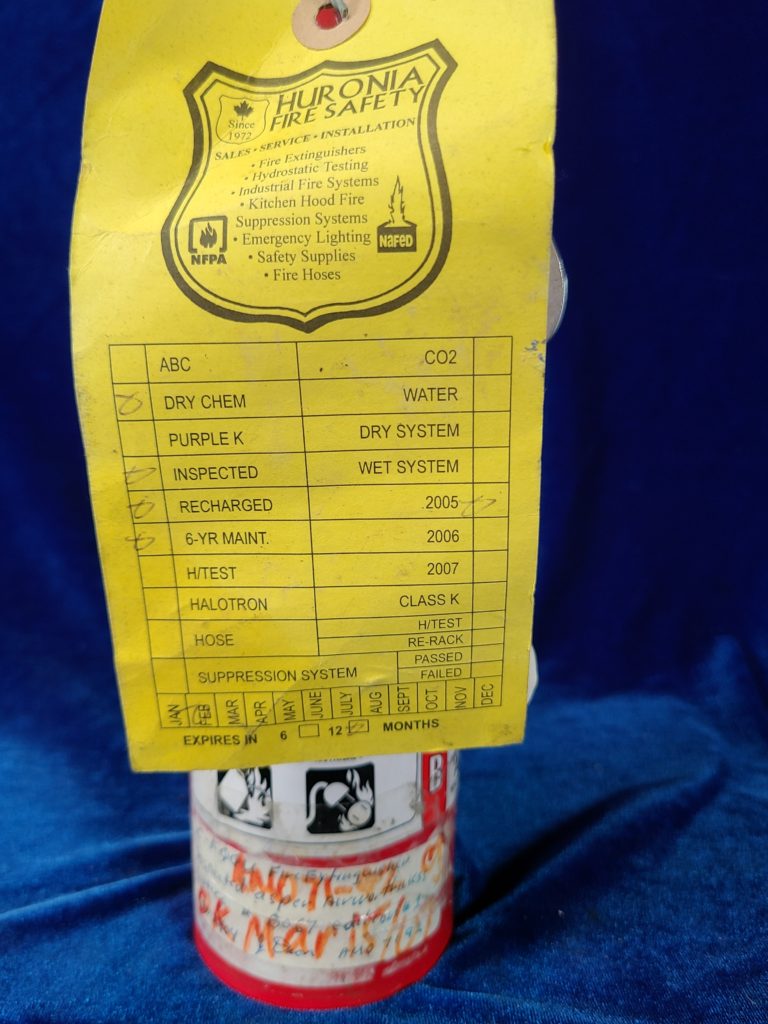 Since
1972
HURONIA
FIRE SAFETY
SALES • SERVICE • INSTALLATION
• Fire Extinguishers
• Hydrostatic Testing
• Industrial Fire Systems
• Kitchen Hood Fire
Suppression Systems
• Emergency Lighting
• Safety Supplies
• Fire Hoses
NFPA
NAFED
ABC CO2
DRY CHEM WATER
PURPLE K DRY SYSTEM
INSPECTED WET SYSTEM
RECHARGED 2005
6-YR MAINT. 2006
H/TEST 2007
HALOTRON CLASS K
HOSE H/TEST
RE-RACK
SUPPRESSION SYSTEM PASSED
FAILED
JAN FEB MAR APR MAY JUNE JULY AUG SEPT OCT NOV DEC
EXPIRES IN 6 12 MONTHS
B
Fire Extinguisher
OK Mar